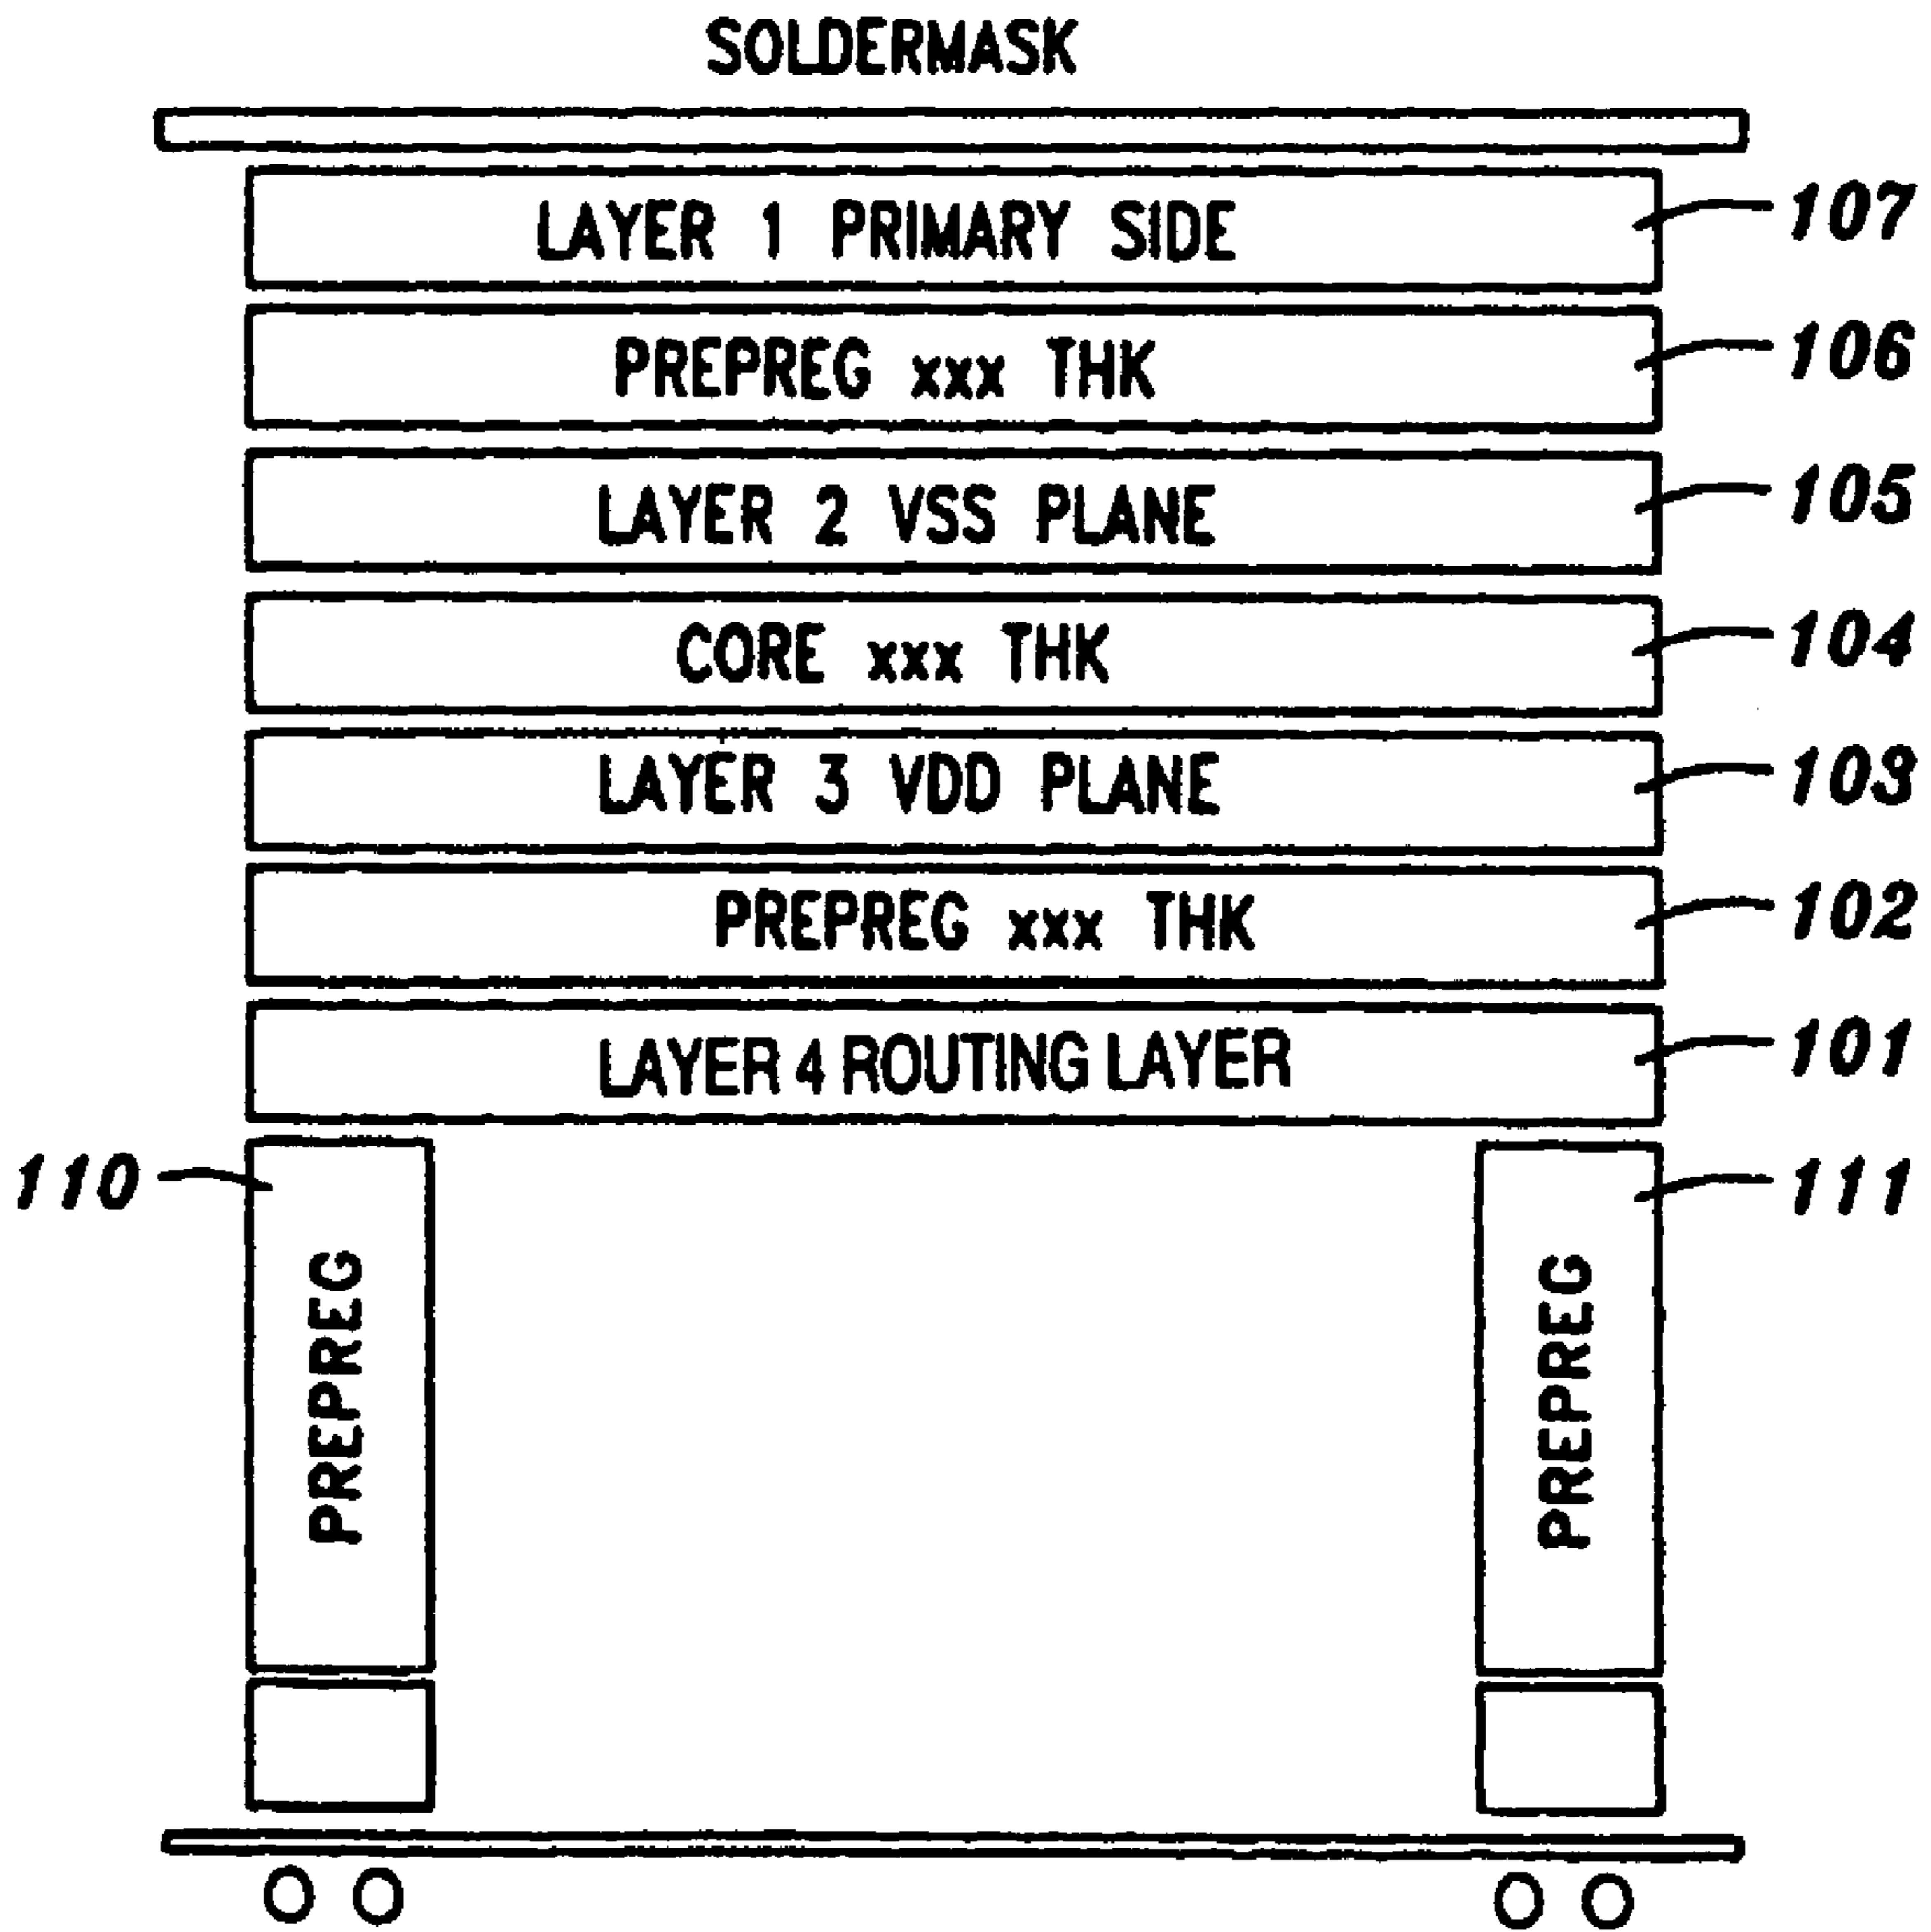 SOLDERMASK
LAYER 1 PRIMARY SIDE 107
PREPREG xxx THK 106
LAYER 2 VSS PLANE 105
CORE xxx THK 104
LAYER 3 VDD PLANE 103
PREPREG xxx THK 102
LAYER 4 ROUTING LAYER 101
110 111
PREPREG
PREPREG